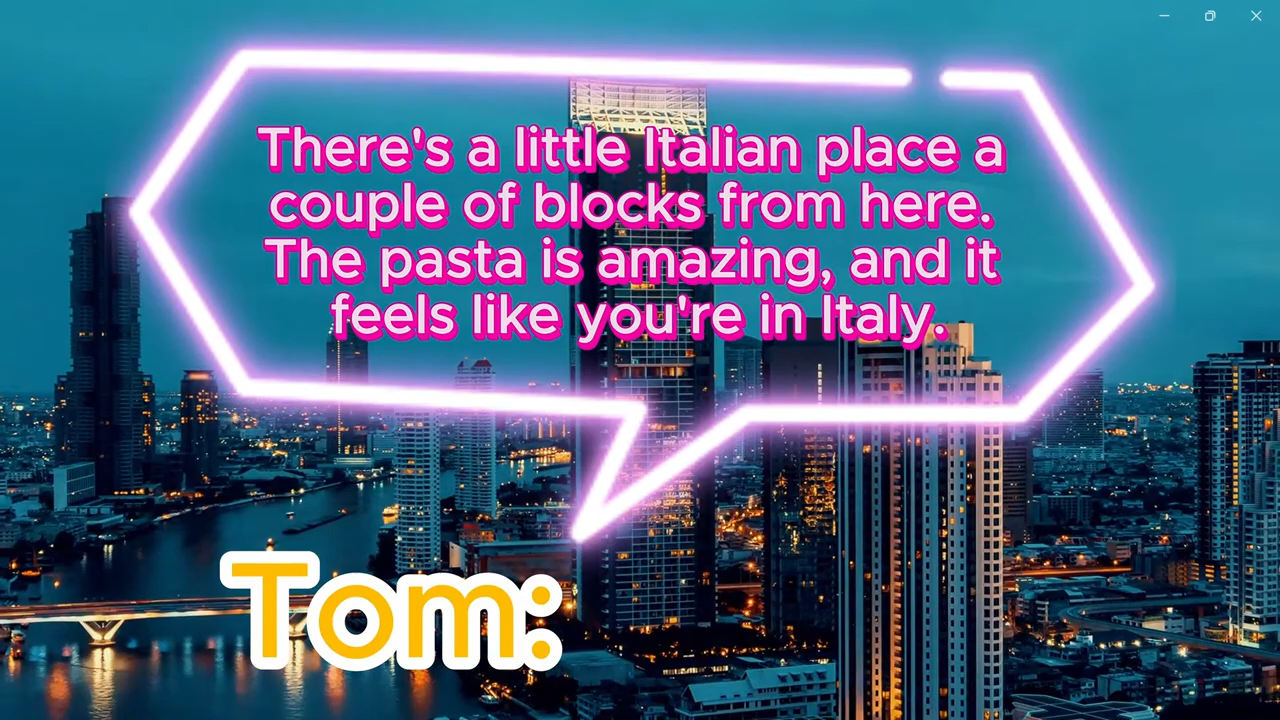 There's a little Italian place a
couple of blocks from here.
The pasta is amazing, and it
feels like you're in Italy.
Tom: